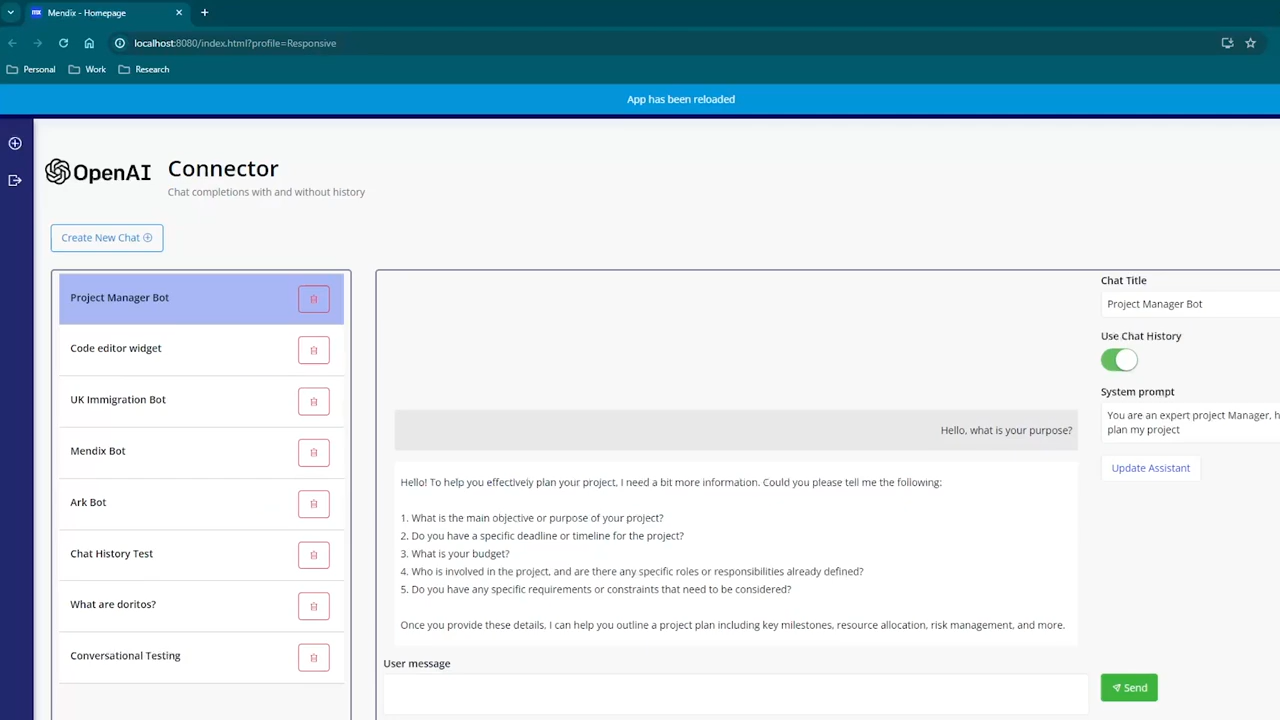 mx Mendix - Homepage
localhost:8080/index.html?profile=Responsive
Personal Work Research
App has been reloaded
OpenAI
Connector
Chat completions with and without history
Create New Chat
Project Manager Bot
Code editor widget
UK Immigration Bot
Mendix Bot
Ark Bot
Chat History Test
What are doritos?
Conversational Testing
Hello, what is your purpose?
Hello! To help you effectively plan your project, I need a bit more information. Could you please tell me the following:
1. What is the main objective or purpose of your project?
2. Do you have a specific deadline or timeline for the project?
3. What is your budget?
4. Who is involved in the project, and are there any specific roles or responsibilities already defined?
5. Do you have any specific requirements or constraints that need to be considered?
Once you provide these details, I can help you outline a project plan including key milestones, resource allocation, risk management, and more.
User message
Chat Title
Project Manager Bot
Use Chat History
System prompt
You are an expert project Manager, h
plan my project
Update Assistant
Send